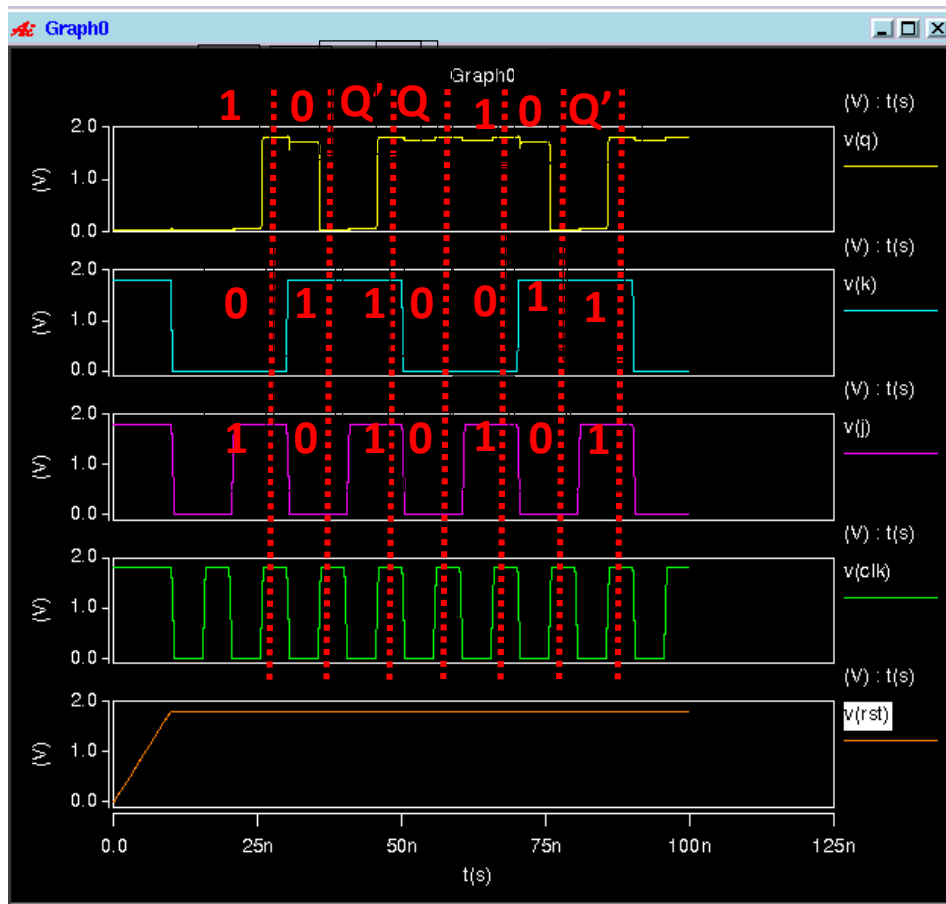 Graph0
Graph0
1 0 Q' Q 1 0 Q'
(V) : t(s)
v(q)
2.0
1.0
0.0
(V)
(V) : t(s)
v(k)
2.0
1.0
0.0
(V)
0 1 1 0 0 1 1
(V) : t(s)
v(j)
2.0
1.0
0.0
(V)
1 0 1 0 1 0 1
(V) : t(s)
v(clk)
2.0
1.0
0.0
(V)
(V) : t(s)
v(rst)
2.0
1.0
0.0
(V)
0.0 25n 50n 75n 100n 125n
t(s)